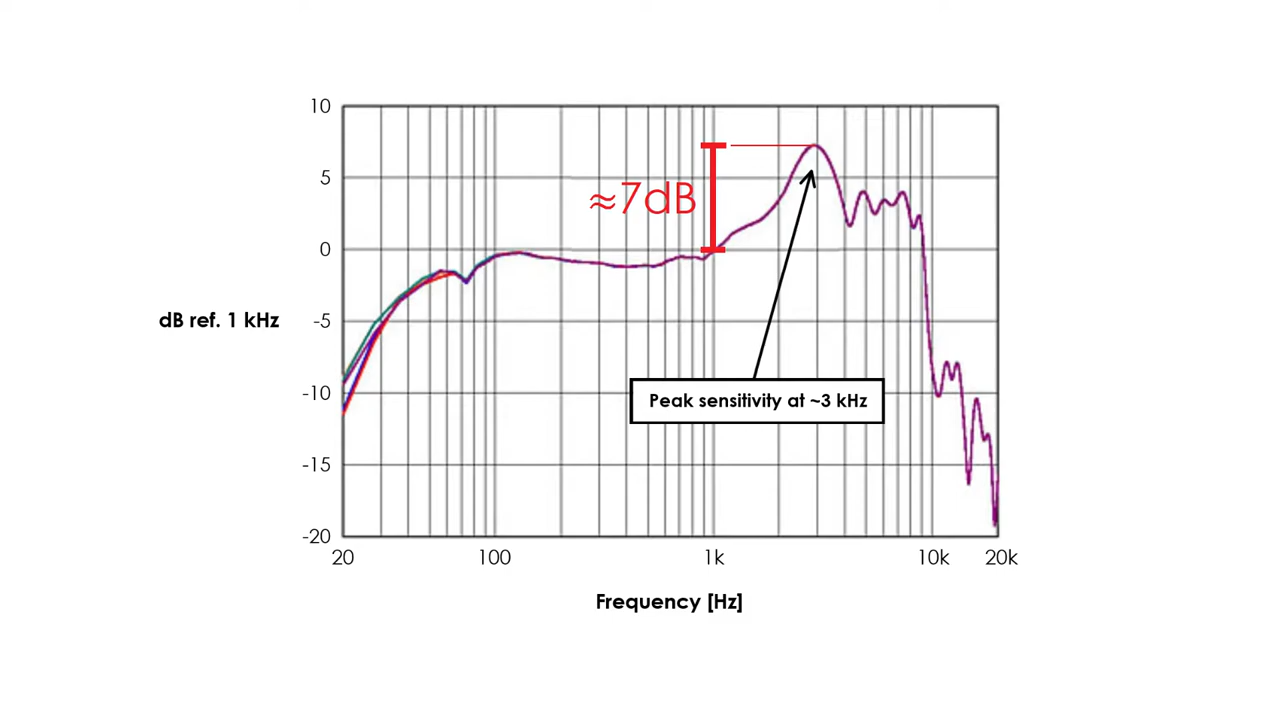 10
5
≈7dB
0
dB ref. 1 kHz
-5
-10
Peak sensitivity at ~3 kHz
-15
-20
20 100 1k 10k 20k
Frequency [Hz]